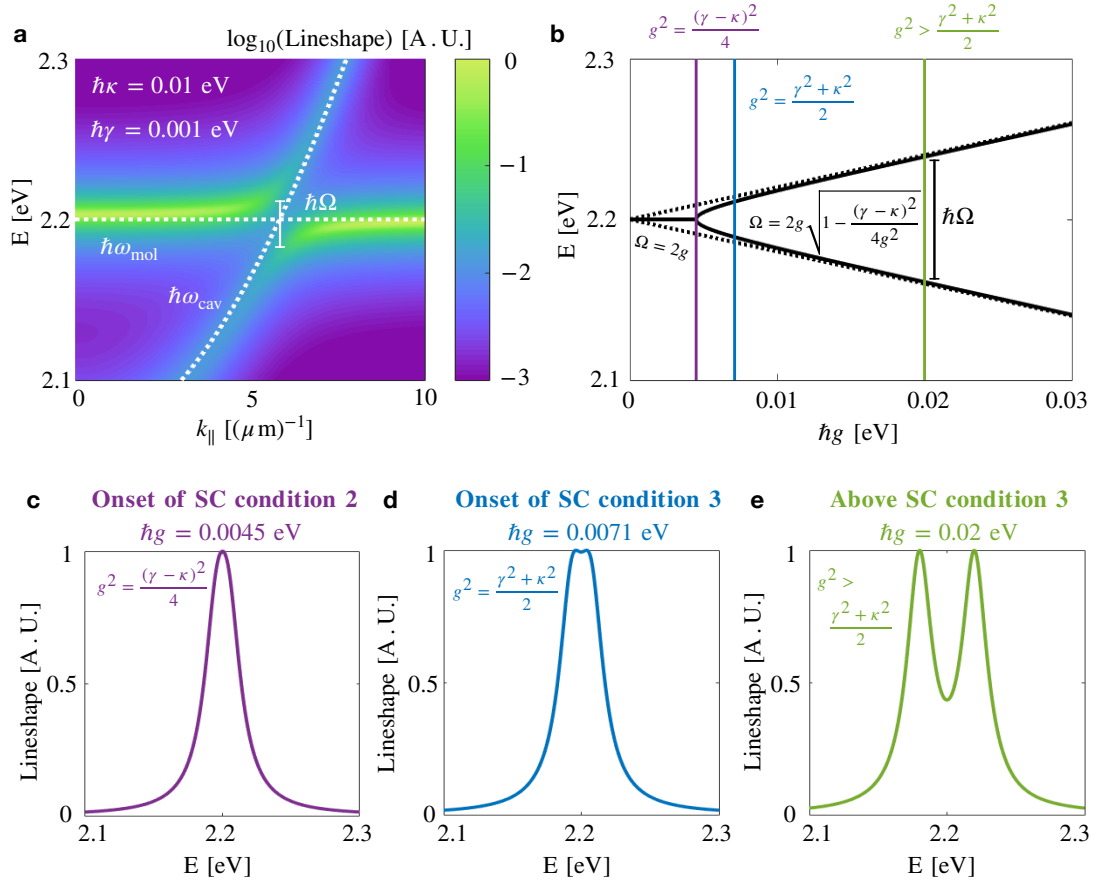 a
log₁₀(Lineshape) [A . U.]
ħκ = 0.01 eV
ħγ = 0.001 eV
ħΩ
ħω_mol
ħω_cav
2.3
2.2
2.1
E [eV]
0
5
10
k_|| [(μ m)⁻¹]
0
−1
−2
−3
b
g² = (γ − κ)²/4
g² = (γ² + κ²)/2
g² > (γ² + κ²)/2
Ω = 2g
Ω = 2g√(1 − (γ − κ)²/4g²)
ħΩ
2.3
2.2
2.1
E [eV]
0
0.01
0.02
0.03
ħg [eV]
c
Onset of SC condition 2
ħg = 0.0045 eV
g² = (γ − κ)²/4
1
0.5
0
Lineshape [A . U.]
2.1
2.2
2.3
E [eV]
d
Onset of SC condition 3
ħg = 0.0071 eV
g² = (γ² + κ²)/2
1
0.5
0
Lineshape [A . U.]
2.1
2.2
2.3
E [eV]
e
Above SC condition 3
ħg = 0.02 eV
g² >
(γ² + κ²)/2
1
0.5
0
Lineshape [A . U.]
2.1
2.2
2.3
E [eV]